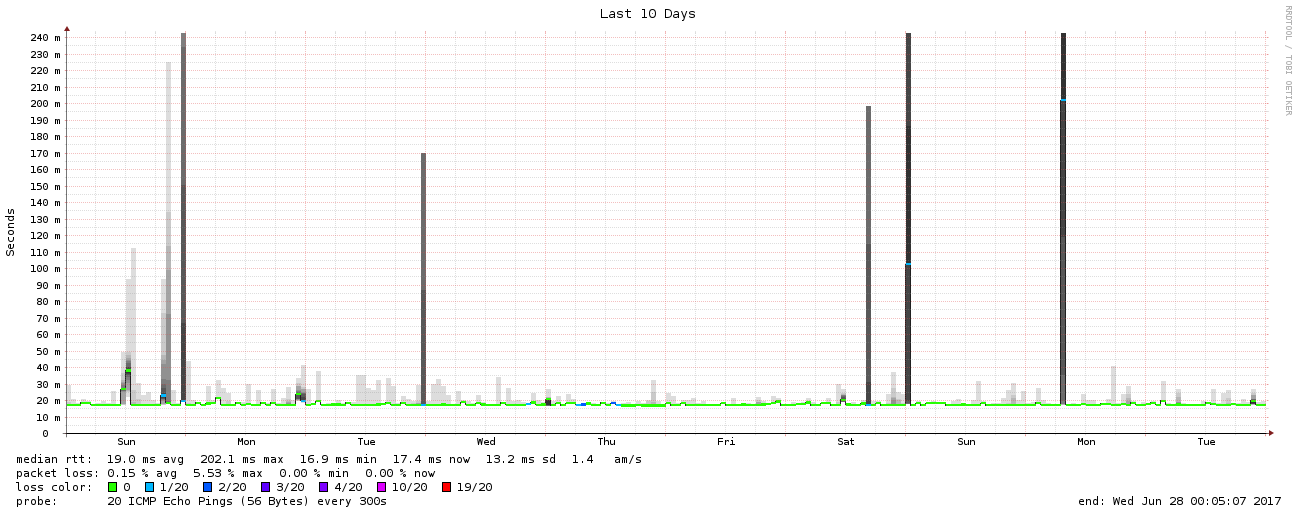 Last 10 Days
RRDTOOL / TOBI OETIKER
Seconds
240 m
230 m
220 m
210 m
200 m
190 m
180 m
170 m
160 m
150 m
140 m
130 m
120 m
110 m
100 m
90 m
80 m
70 m
60 m
50 m
40 m
30 m
20 m
10 m
0
Sun Mon Tue Wed Thu Fri Sat Sun Mon Tue
median rtt: 19.0 ms avg 202.1 ms max 16.9 ms min 17.4 ms now 13.2 ms sd 1.4 am/s
packet loss: 0.15 % avg 5.53 % max 0.00 % min 0.00 % now
loss color: 0 1/20 2/20 3/20 4/20 10/20 19/20
probe: 20 ICMP Echo Pings (56 Bytes) every 300s end: Wed Jun 28 00:05:07 2017